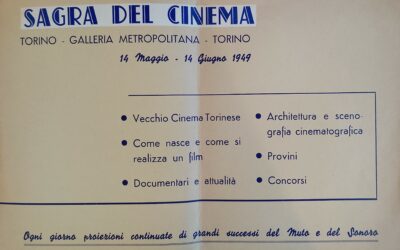 SAGRA DEL CINEMA
TORINO - GALLERIA METROPOLITANA - TORINO
14 Maggio - 14 Giugno 1949
• Vecchio Cinema Torinese
• Come nasce e come si
realizza un film
• Documentari e attualità
• Architettura e sceno-
grafia cinematografica
• Provini
• Concorsi
Ogni giorno proiezioni continuate di grandi successi del Muto e del Sonoro